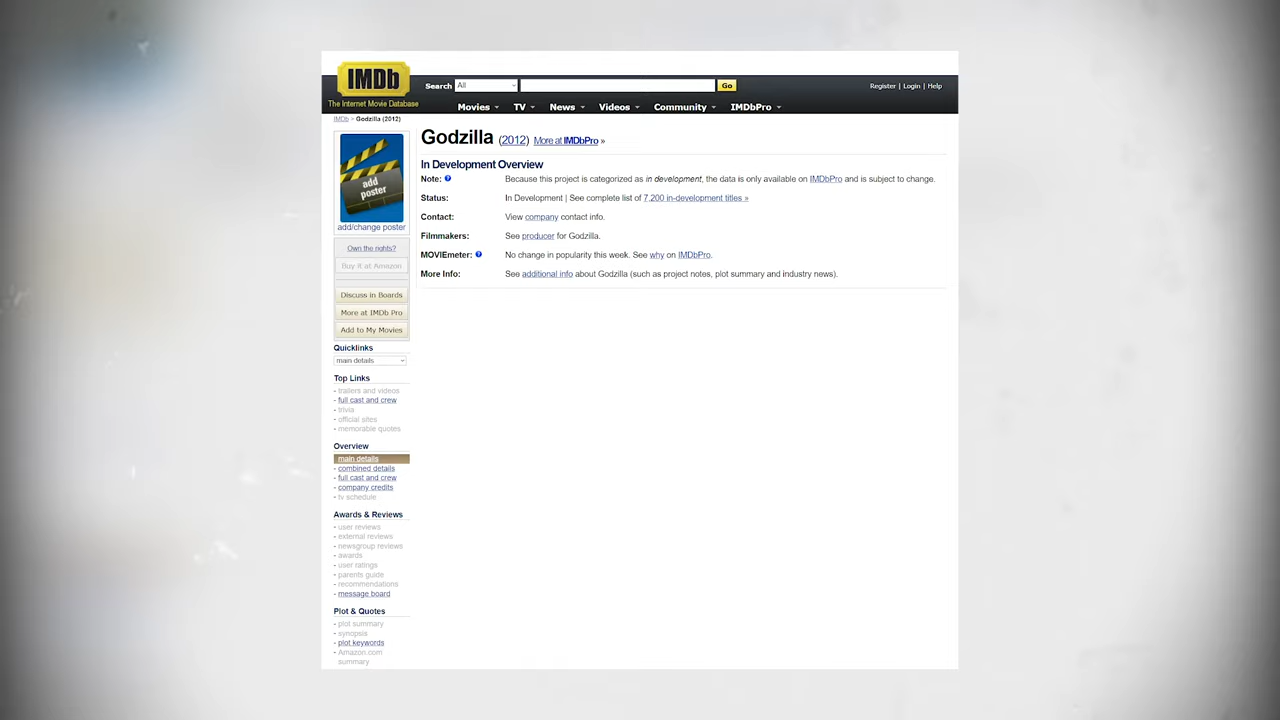 IMDb
The Internet Movie Database
Search All Go
Register | Login | Help
Movies TV News Videos Community IMDbPro
IMDb > Godzilla (2012)
add poster
add/change poster
Own the rights?
Buy it at Amazon
Discuss in Boards
More at IMDb Pro
Add to My Movies
Quicklinks
main details
Top Links
- trailers and videos
- full cast and crew
- trivia
- official sites
- memorable quotes
Overview
main details
- combined details
- full cast and crew
- company credits
- tv schedule
Awards & Reviews
- user reviews
- external reviews
- newsgroup reviews
- awards
- user ratings
- parents guide
- recommendations
- message board
Plot & Quotes
- plot summary
- synopsis
- plot keywords
- Amazon.com
summary
Godzilla (2012) More at IMDbPro »
In Development Overview
Note: ? Because this project is categorized as in development, the data is only available on IMDbPro and is subject to change.
Status: In Development | See complete list of 7,200 in-development titles »
Contact: View company contact info.
Filmmakers: See producer for Godzilla.
MOVIEmeter: ? No change in popularity this week. See why on IMDbPro.
More Info: See additional info about Godzilla (such as project notes, plot summary and industry news).